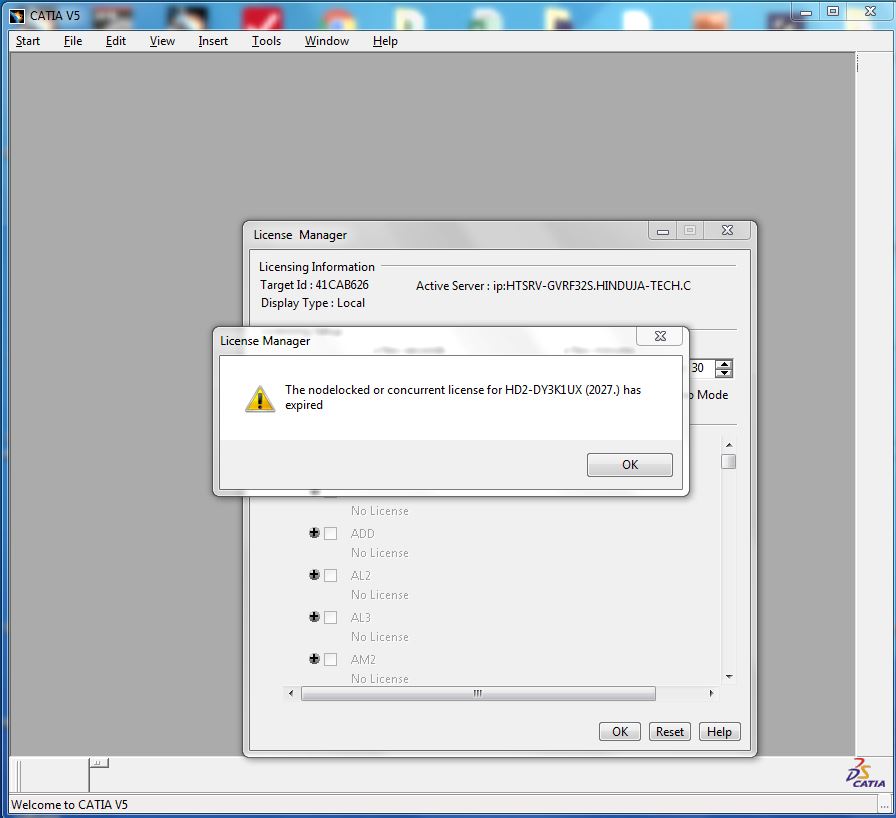 CATIA V5
Start File Edit View Insert Tools Window Help
License Manager
Licensing Information
Target Id : 41CAB626
Active Server : ip:HTSRV-GVRF32S.HINDUJA-TECH.C
Display Type : Local
License Manager
30
The nodelocked or concurrent license for HD2-DY3K1UX (2027.) has
expired
Mode
OK
No License
ADD
No License
AL2
No License
AL3
No License
AM2
No License
OK Reset Help
CATIA
Welcome to CATIA V5